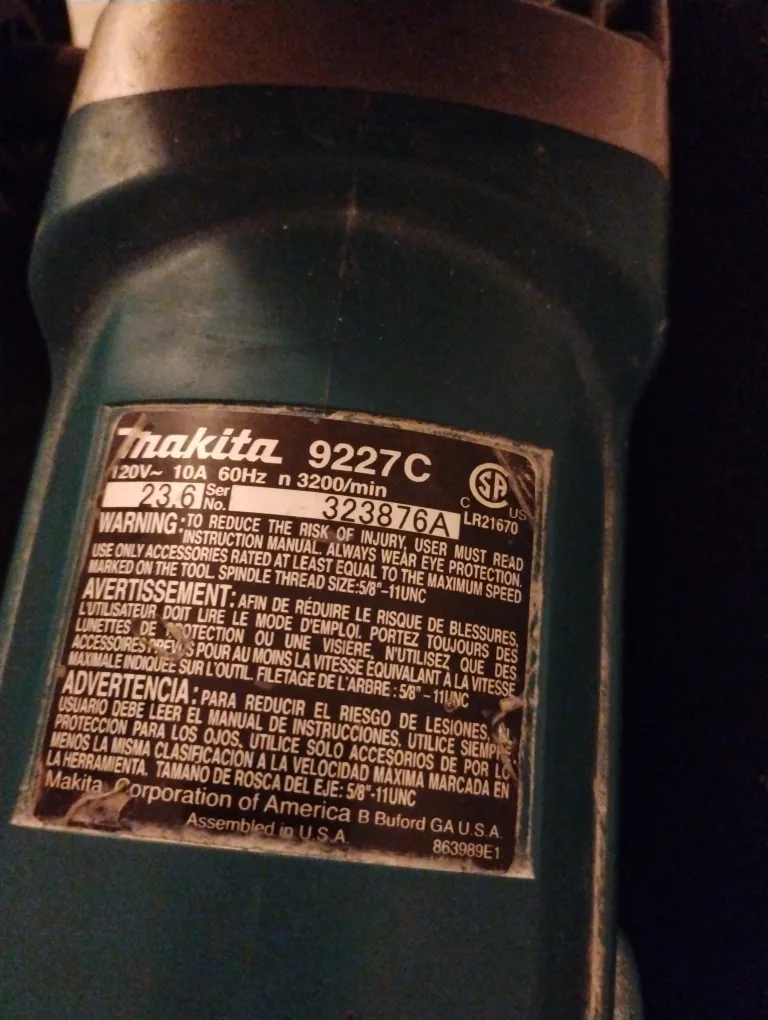 makita 9227C
120V~ 10A 60Hz n 3200/min
C SA US
23.6 Ser No. 323876A LR21670
WARNING: TO REDUCE THE RISK OF INJURY, USER MUST READ
INSTRUCTION MANUAL. ALWAYS WEAR EYE PROTECTION.
USE ONLY ACCESSORIES RATED AT LEAST EQUAL TO THE MAXIMUM SPEED
MARKED ON THE TOOL. SPINDLE THREAD SIZE:5/8"-11UNC
AVERTISSEMENT: AFIN DE RÉDUIRE LE RISQUE DE BLESSURES,
L'UTILISATEUR DOIT LIRE LE MODE D'EMPLOI. PORTEZ TOUJOURS DES
LUNETTES DE PROTECTION OU UNE VISIÈRE. N'UTILISEZ QUE DES
ACCESSOIRES PRÉVUS POUR AU MOINS LA VITESSE ÉQUIVALANT À LA VITESSE
MAXIMALE INDIQUÉE SUR L'OUTIL. FILETAGE DE L'ARBRE : 5/8"-11UNC
ADVERTENCIA: PARA REDUCIR EL RIESGO DE LESIONES, EL
USUARIO DEBE LEER EL MANUAL DE INSTRUCCIONES. UTILICE SIEMPRE
PROTECCIÓN PARA LOS OJOS. UTILICE SOLO ACCESORIOS DE POR LO
MENOS LA MISMA CLASIFICACION A LA VELOCIDAD MÁXIMA MARCADA EN
LA HERRAMIENTA. TAMAÑO DE ROSCA DEL EJE: 5/8"-11UNC
Makita Corporation of America B Buford GA U.S.A.
Assembled in U.S.A. 863989E1